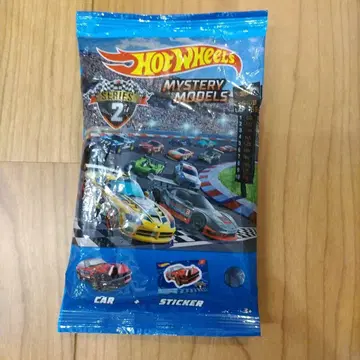 HOT WHEELS
MYSTERY
MODELS
SERIES
2
CAR
STICKER